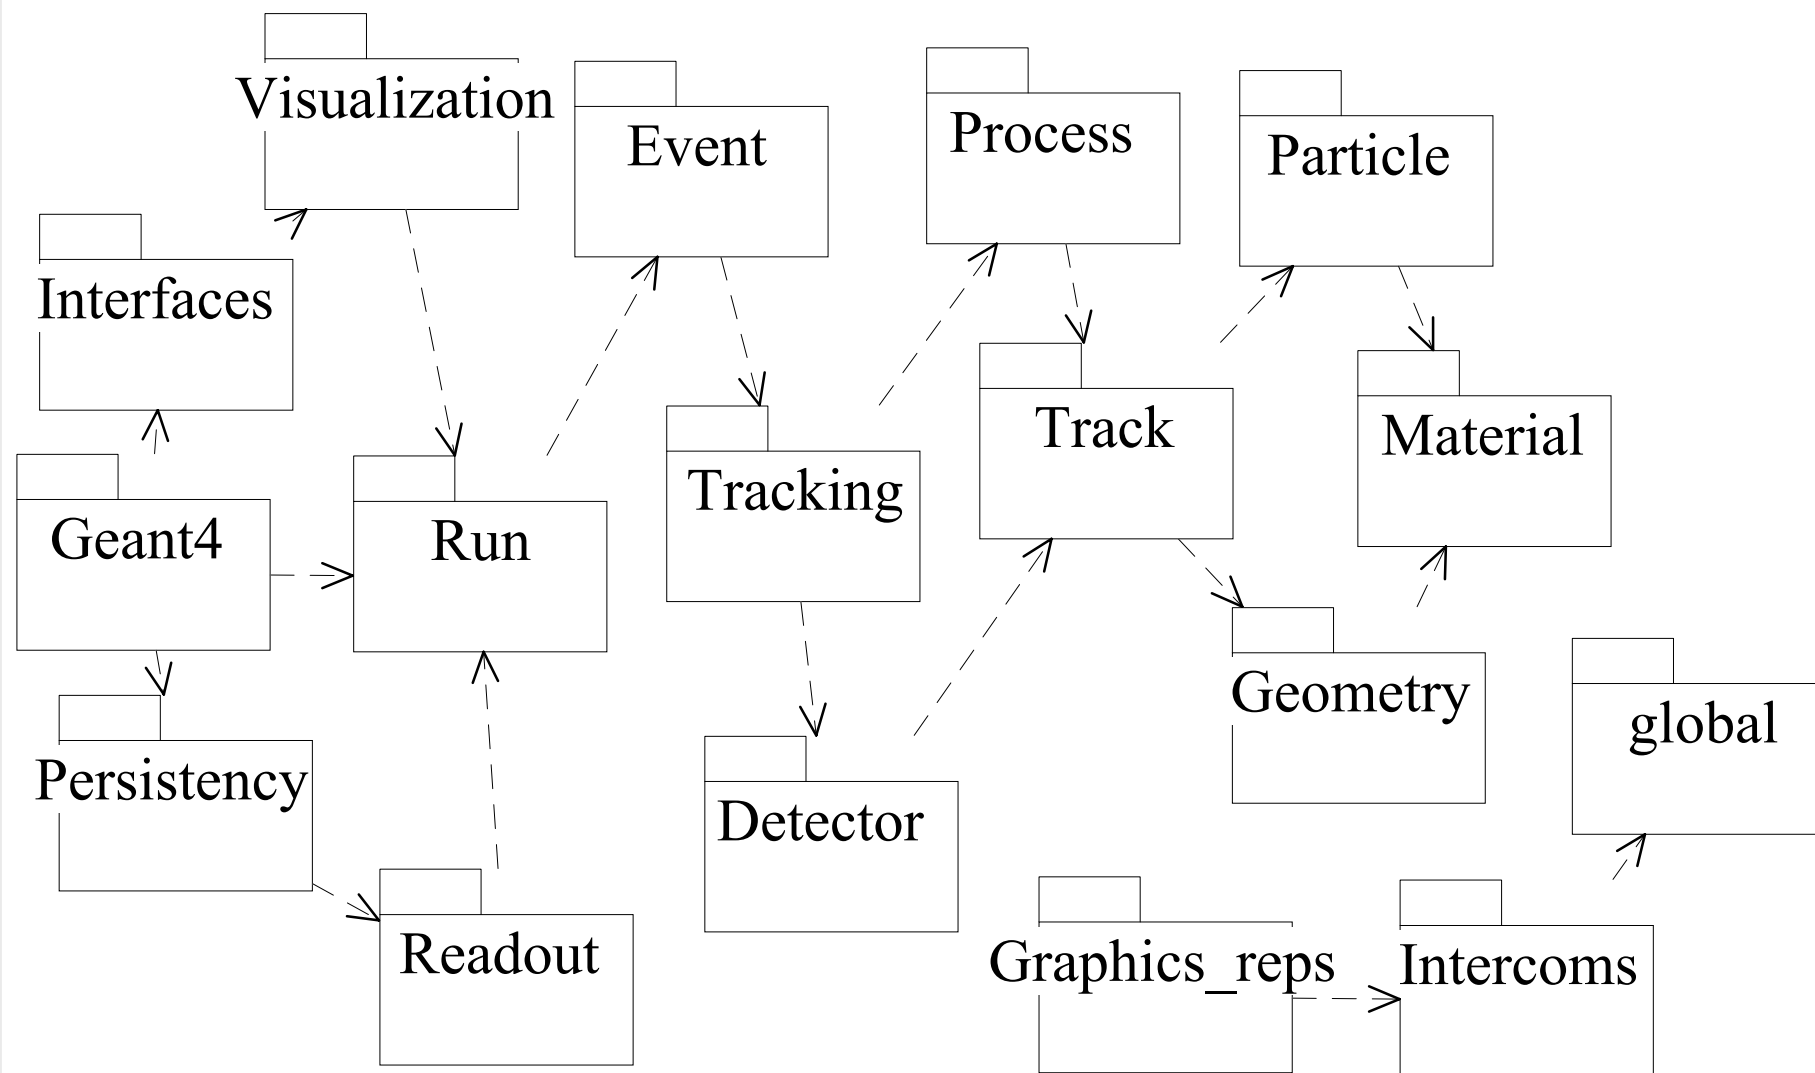 Visualization
Event
Process
Particle
Interfaces
Track
Material
Tracking
Geant4
Run
Geometry
global
Persistency
Detector
Readout
Graphics_reps
Intercoms